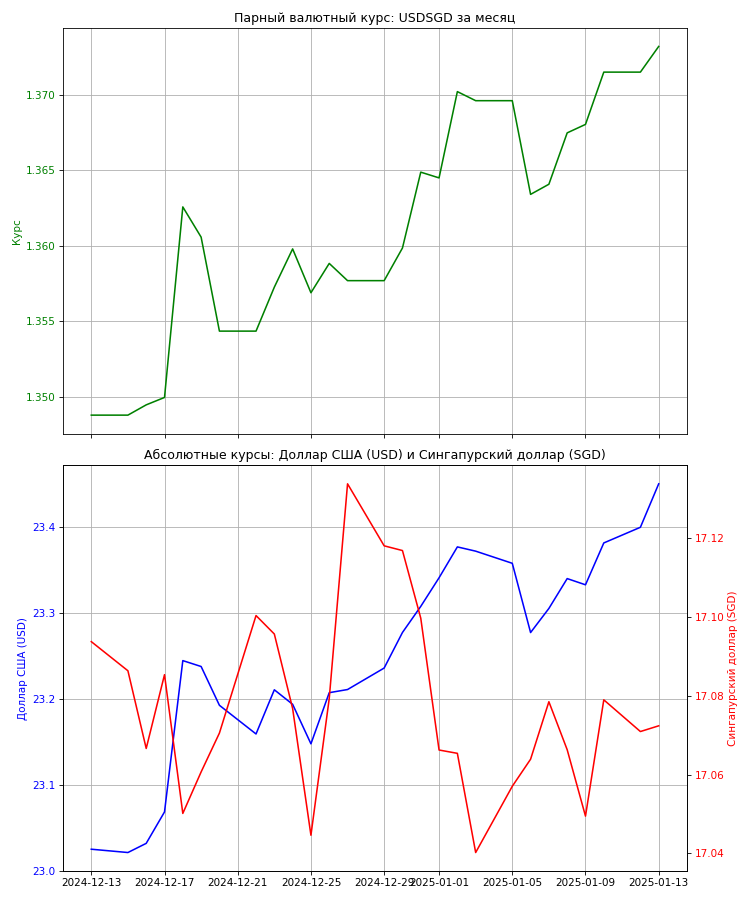 Парный валютный курс: USDSGD за месяц
1.370
1.365
1.360
1.355
1.350
Курс
Абсолютные курсы: Доллар США (USD) и Сингапурский доллар (SGD)
23.4
23.3
23.2
23.1
23.0
Доллар США (USD)
17.12
17.10
17.08
17.06
17.04
Сингапурский доллар (SGD)
2024-12-13 2024-12-17 2024-12-21 2024-12-25 2024-12-29 2025-01-01 2025-01-05 2025-01-09 2025-01-13